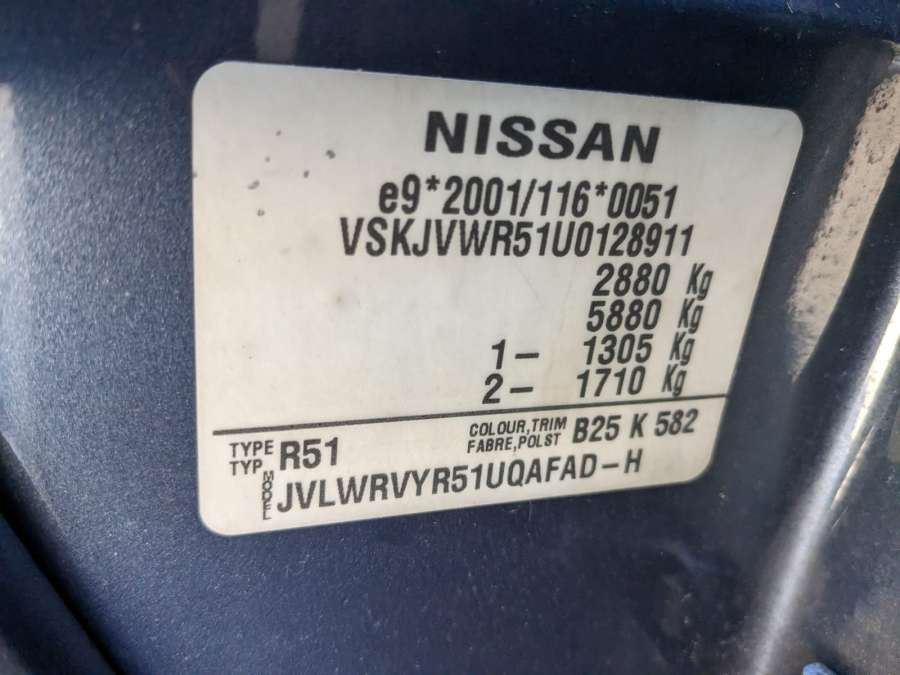 NISSAN
e9*2001/116*0051
VSKJVWR51U0128911
2880 Kg
5880 Kg
1- 1305 Kg
2- 1710 Kg
TYPE
TYP R51
COLOUR,TRIM
FABRE,POLST B25 K 582
MODEL JVLWRVYR51UQAFAD-H